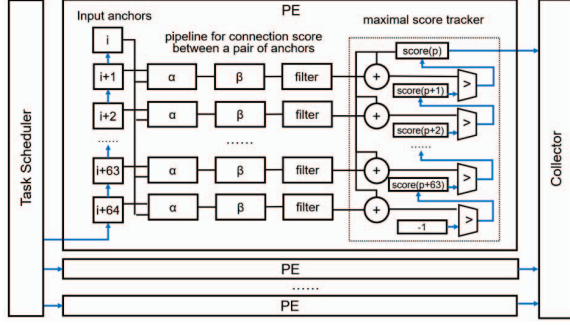 PE
Input anchors
pipeline for connection score
between a pair of anchors
maximal score tracker
Task Scheduler
Collector
i
score(p)
i+1
α
β
filter
+
>
score(p+1)
i+2
α
β
filter
+
>
score(p+2)
......
......
......
i+63
α
β
filter
+
>
score(p+63)
i+64
α
β
filter
+
>
-1
PE
......
PE